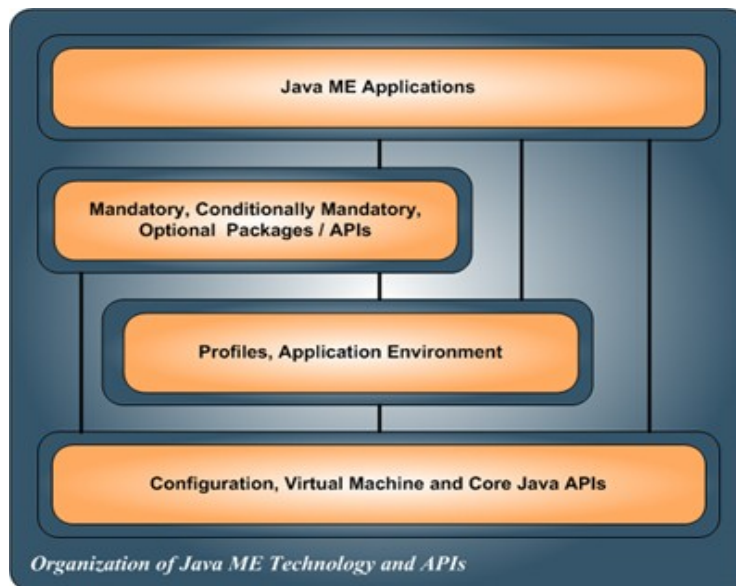 Java ME Applications
Mandatory, Conditionally Mandatory,
Optional Packages / APIs
Profiles, Application Environment
Configuration, Virtual Machine and Core Java APIs
Organization of Java ME Technology and APIs